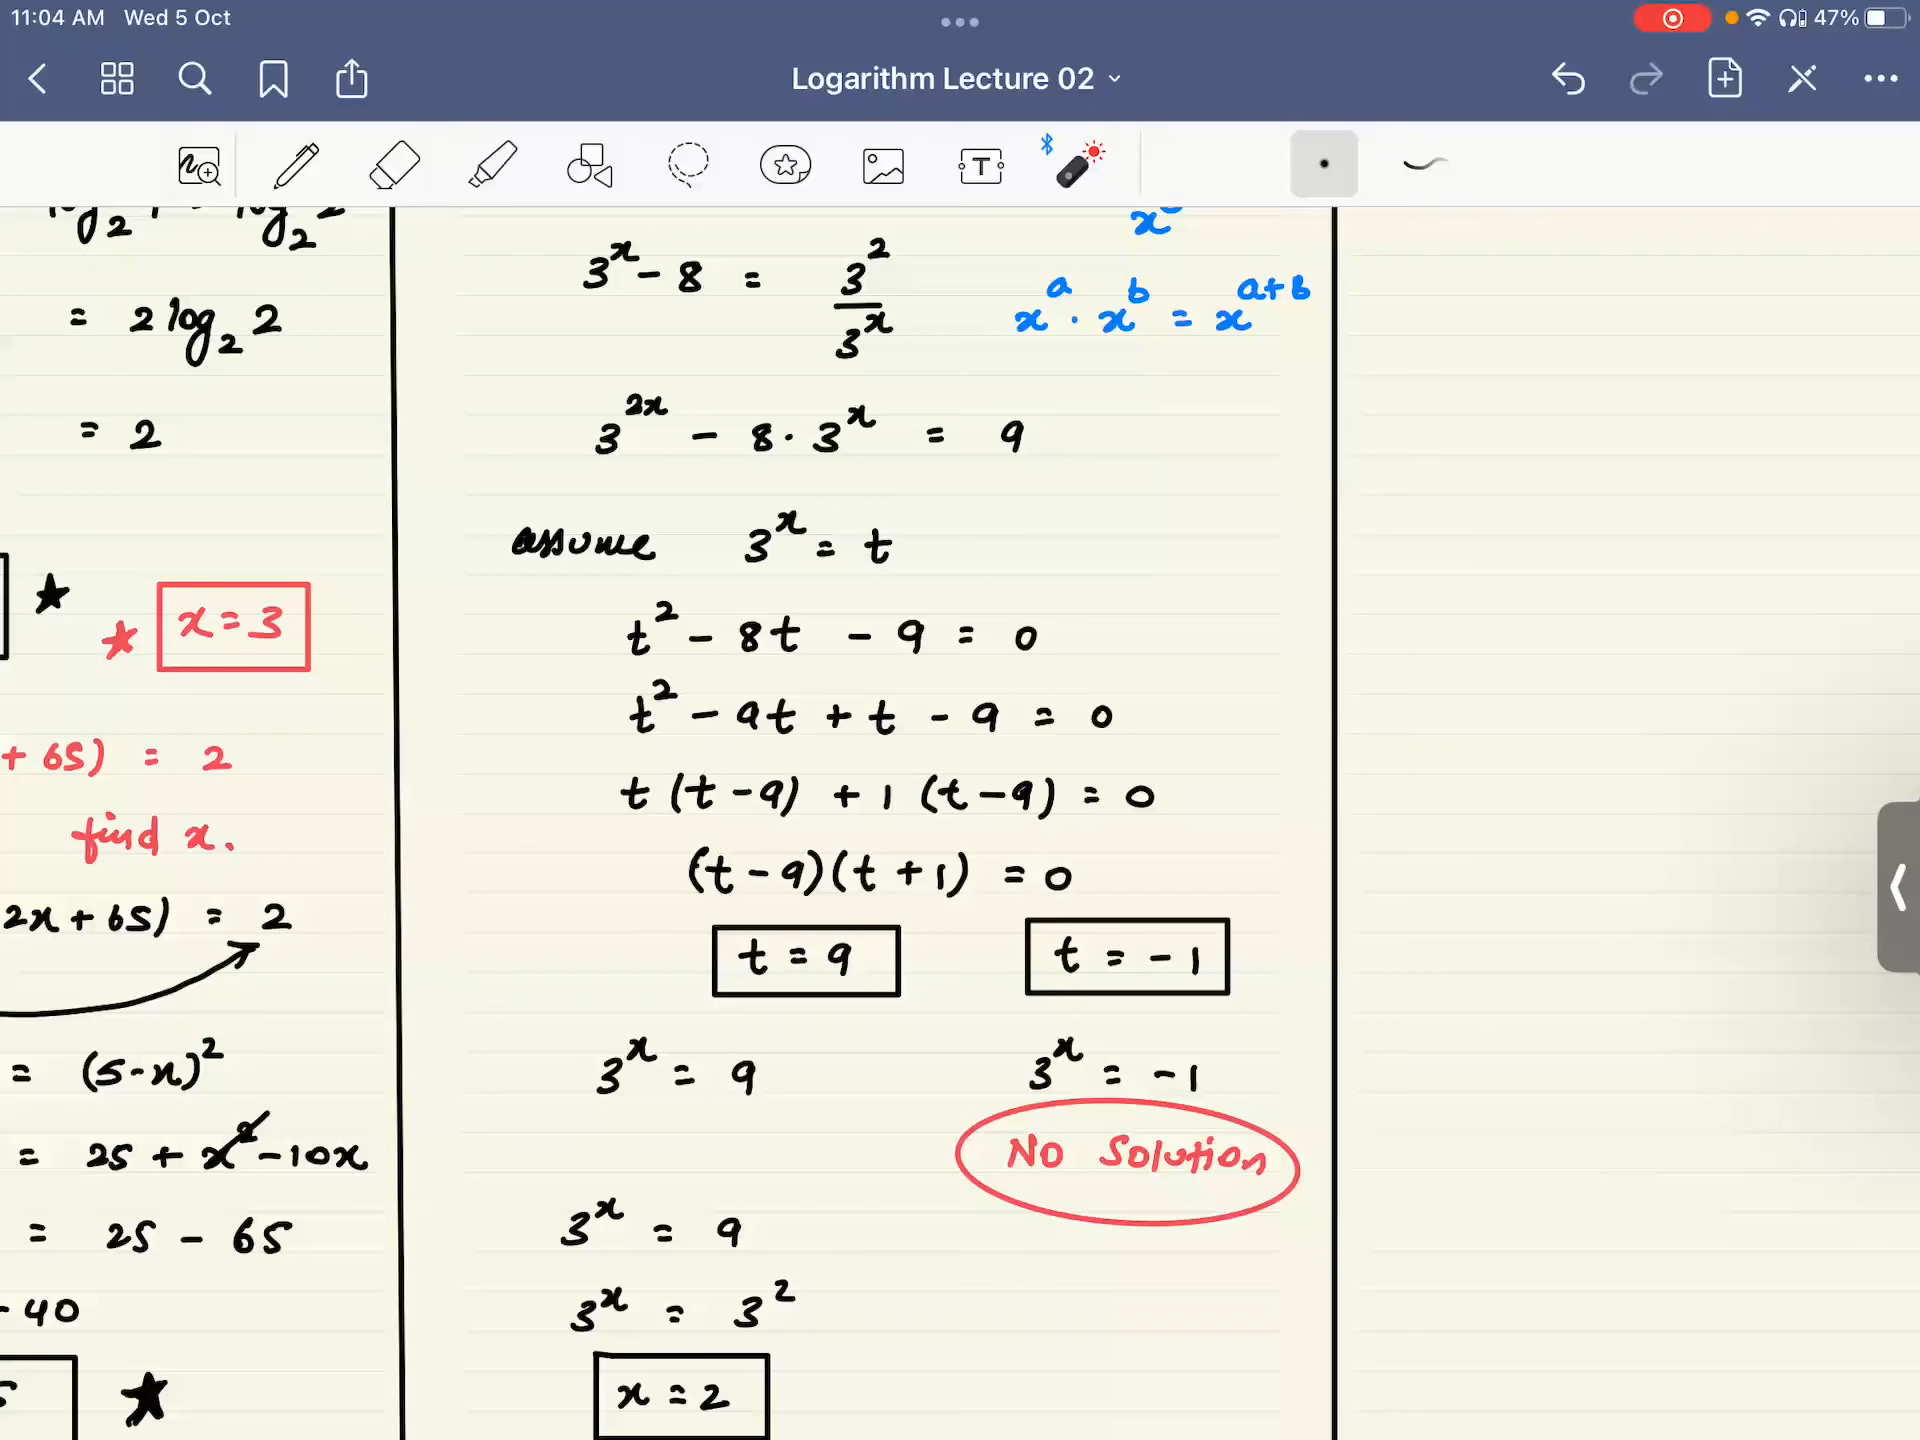 11:04 AM Wed 5 Oct
47%
Logarithm Lecture 02
T
= 2 log₂ 2
= 2
x = 3
+ 65) = 2
find x.
2x + 65) = 2
= (5-x)²
= 25 + x² - 10x
= 25 - 65
- 40
3^x - 8 = 3²/3^x
x^a . x^b = x^(a+b)
3^(2x) - 8 . 3^x = 9
assume 3^x = t
t² - 8t - 9 = 0
t² - 9t + t - 9 = 0
t (t - 9) + 1 (t - 9) = 0
(t - 9)(t + 1) = 0
t = 9 t = - 1
3^x = 9 3^x = - 1
No Solution
3^x = 9
3^x = 3²
x = 2